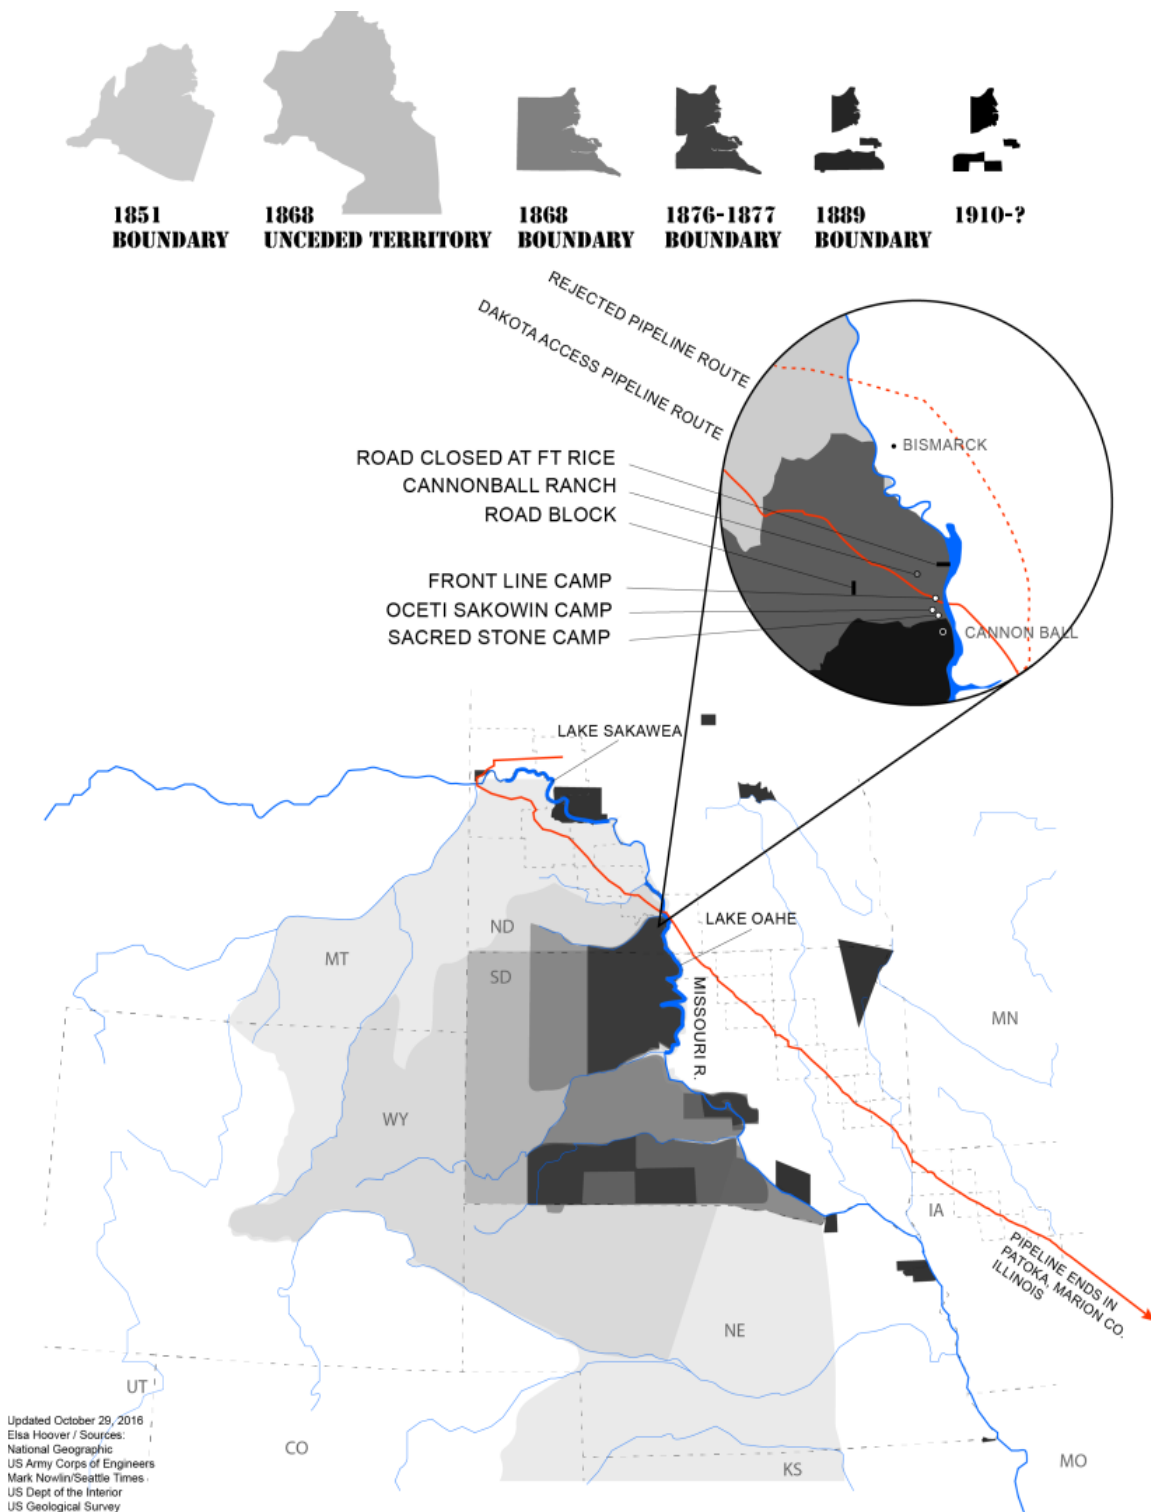 1851
BOUNDARY
1868
UNCEDED TERRITORY
1868
BOUNDARY
1876-1877
BOUNDARY
1889
BOUNDARY
1910-?
REJECTED PIPELINE ROUTE
DAKOTA ACCESS PIPELINE ROUTE
BISMARCK
ROAD CLOSED AT FT RICE
CANNONBALL RANCH
ROAD BLOCK
FRONT LINE CAMP
OCETI SAKOWIN CAMP
SACRED STONE CAMP
CANNON BALL
LAKE SAKAWEA
LAKE OAHE
ND
MT
SD
MISSOURI R.
MN
WY
IA
PIPELINE ENDS IN
PATOKA, MARION CO.
ILLINOIS
NE
UT
CO
KS
MO
Updated October 29, 2016
Elsa Hoover / Sources:
National Geographic
US Army Corps of Engineers
Mark Nowlin/Seattle Times
US Dept of the Interior
US Geological Survey